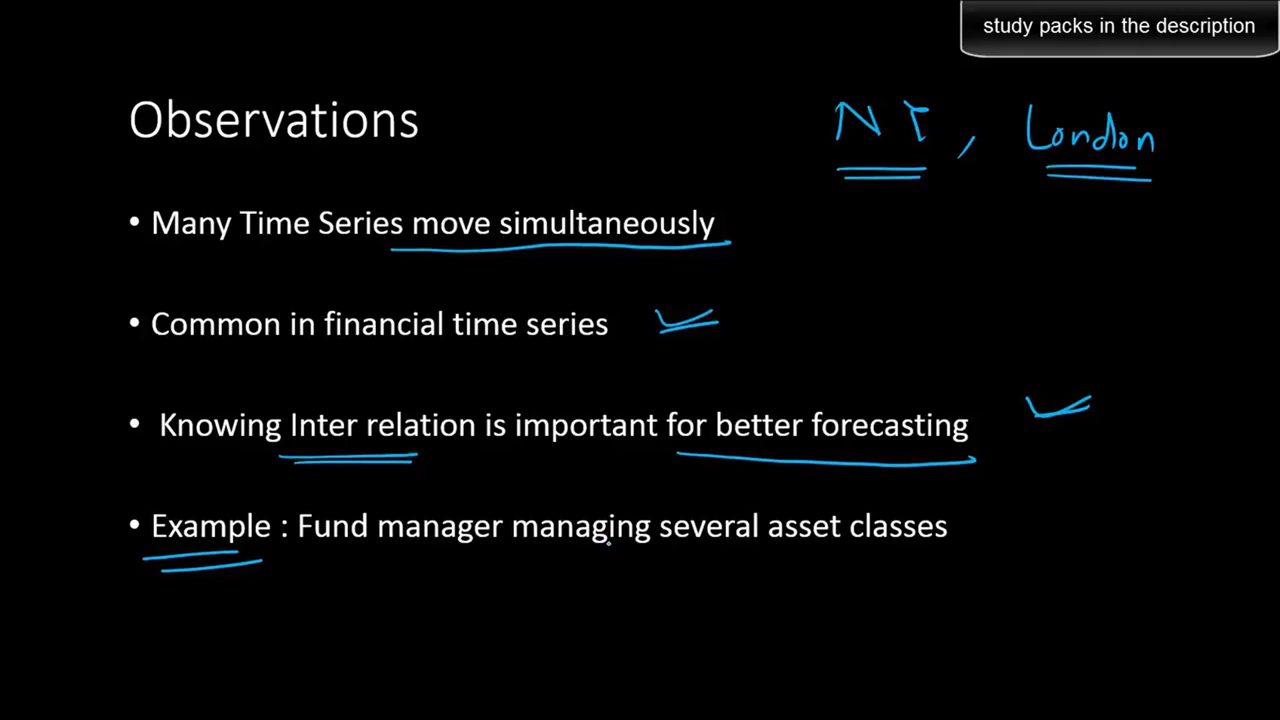 study packs in the description
Observations
NY, London
• Many Time Series move simultaneously
• Common in financial time series
• Knowing Inter relation is important for better forecasting
• Example : Fund manager managing several asset classes